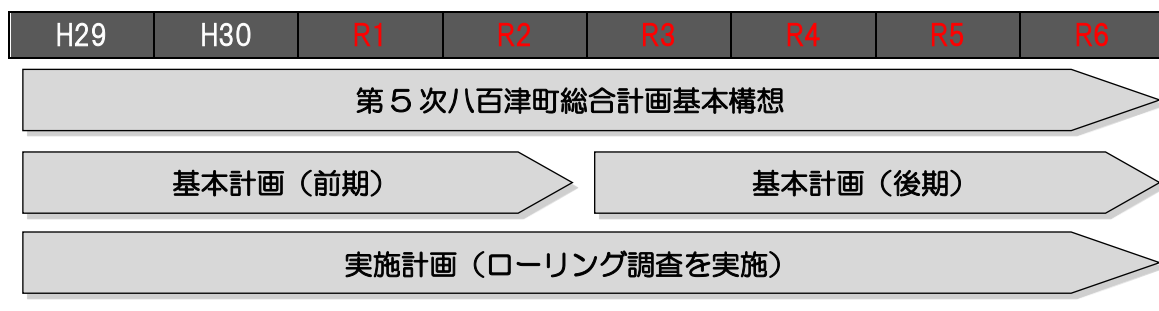 H29 H30 R1 R2 R3 R4 R5 R6
第5次八百津町総合計画基本構想
基本計画（前期） 基本計画（後期）
実施計画（ローリング調査を実施）